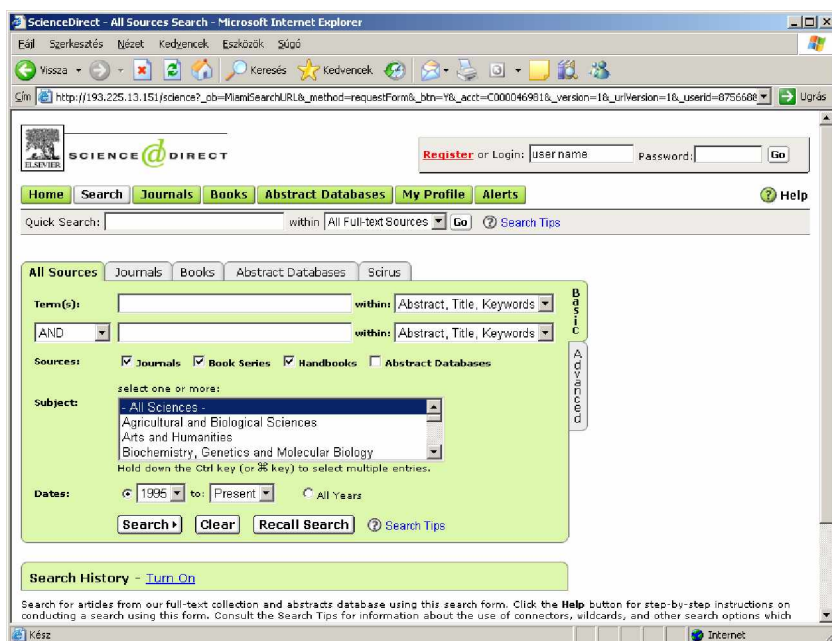 ScienceDirect - All Sources Search - Microsoft Internet Explorer
Fájl Szerkesztés Nézet Kedvencek Eszközök Súgó
Vissza Keresés Kedvencek
Cím http://193.225.13.151/science?_ob=MiamiSearchURL&_method=requestForm&_btn=Y&_acct=C000046981&_version=1&_urlVersion=1&_userid=8756688 Ugrás
ELSEVIER SCIENCE @ DIRECT
Register or Login: user name Password: Go
Home Search Journals Books Abstract Databases My Profile Alerts Help
Quick Search: within All Full-text Sources Go Search Tips
All Sources Journals Books Abstract Databases Scirus
Term(s): within: Abstract, Title, Keywords
AND within: Abstract, Title, Keywords
Basic
Advanced
Sources: Journals Book Series Handbooks Abstract Databases
select one or more:
Subject: - All Sciences -
Agricultural and Biological Sciences
Arts and Humanities
Biochemistry, Genetics and Molecular Biology
Hold down the Ctrl key (or ⌘ key) to select multiple entries.
Dates: 1995 to: Present All Years
Search Clear Recall Search Search Tips
Search History - Turn On
Search for articles from our full-text collection and abstracts database using this search form. Click the Help button for step-by-step instructions on
conducting a search using this form. Consult the Search Tips for information about the use of connectors, wildcards, and other search options which
Kész Internet